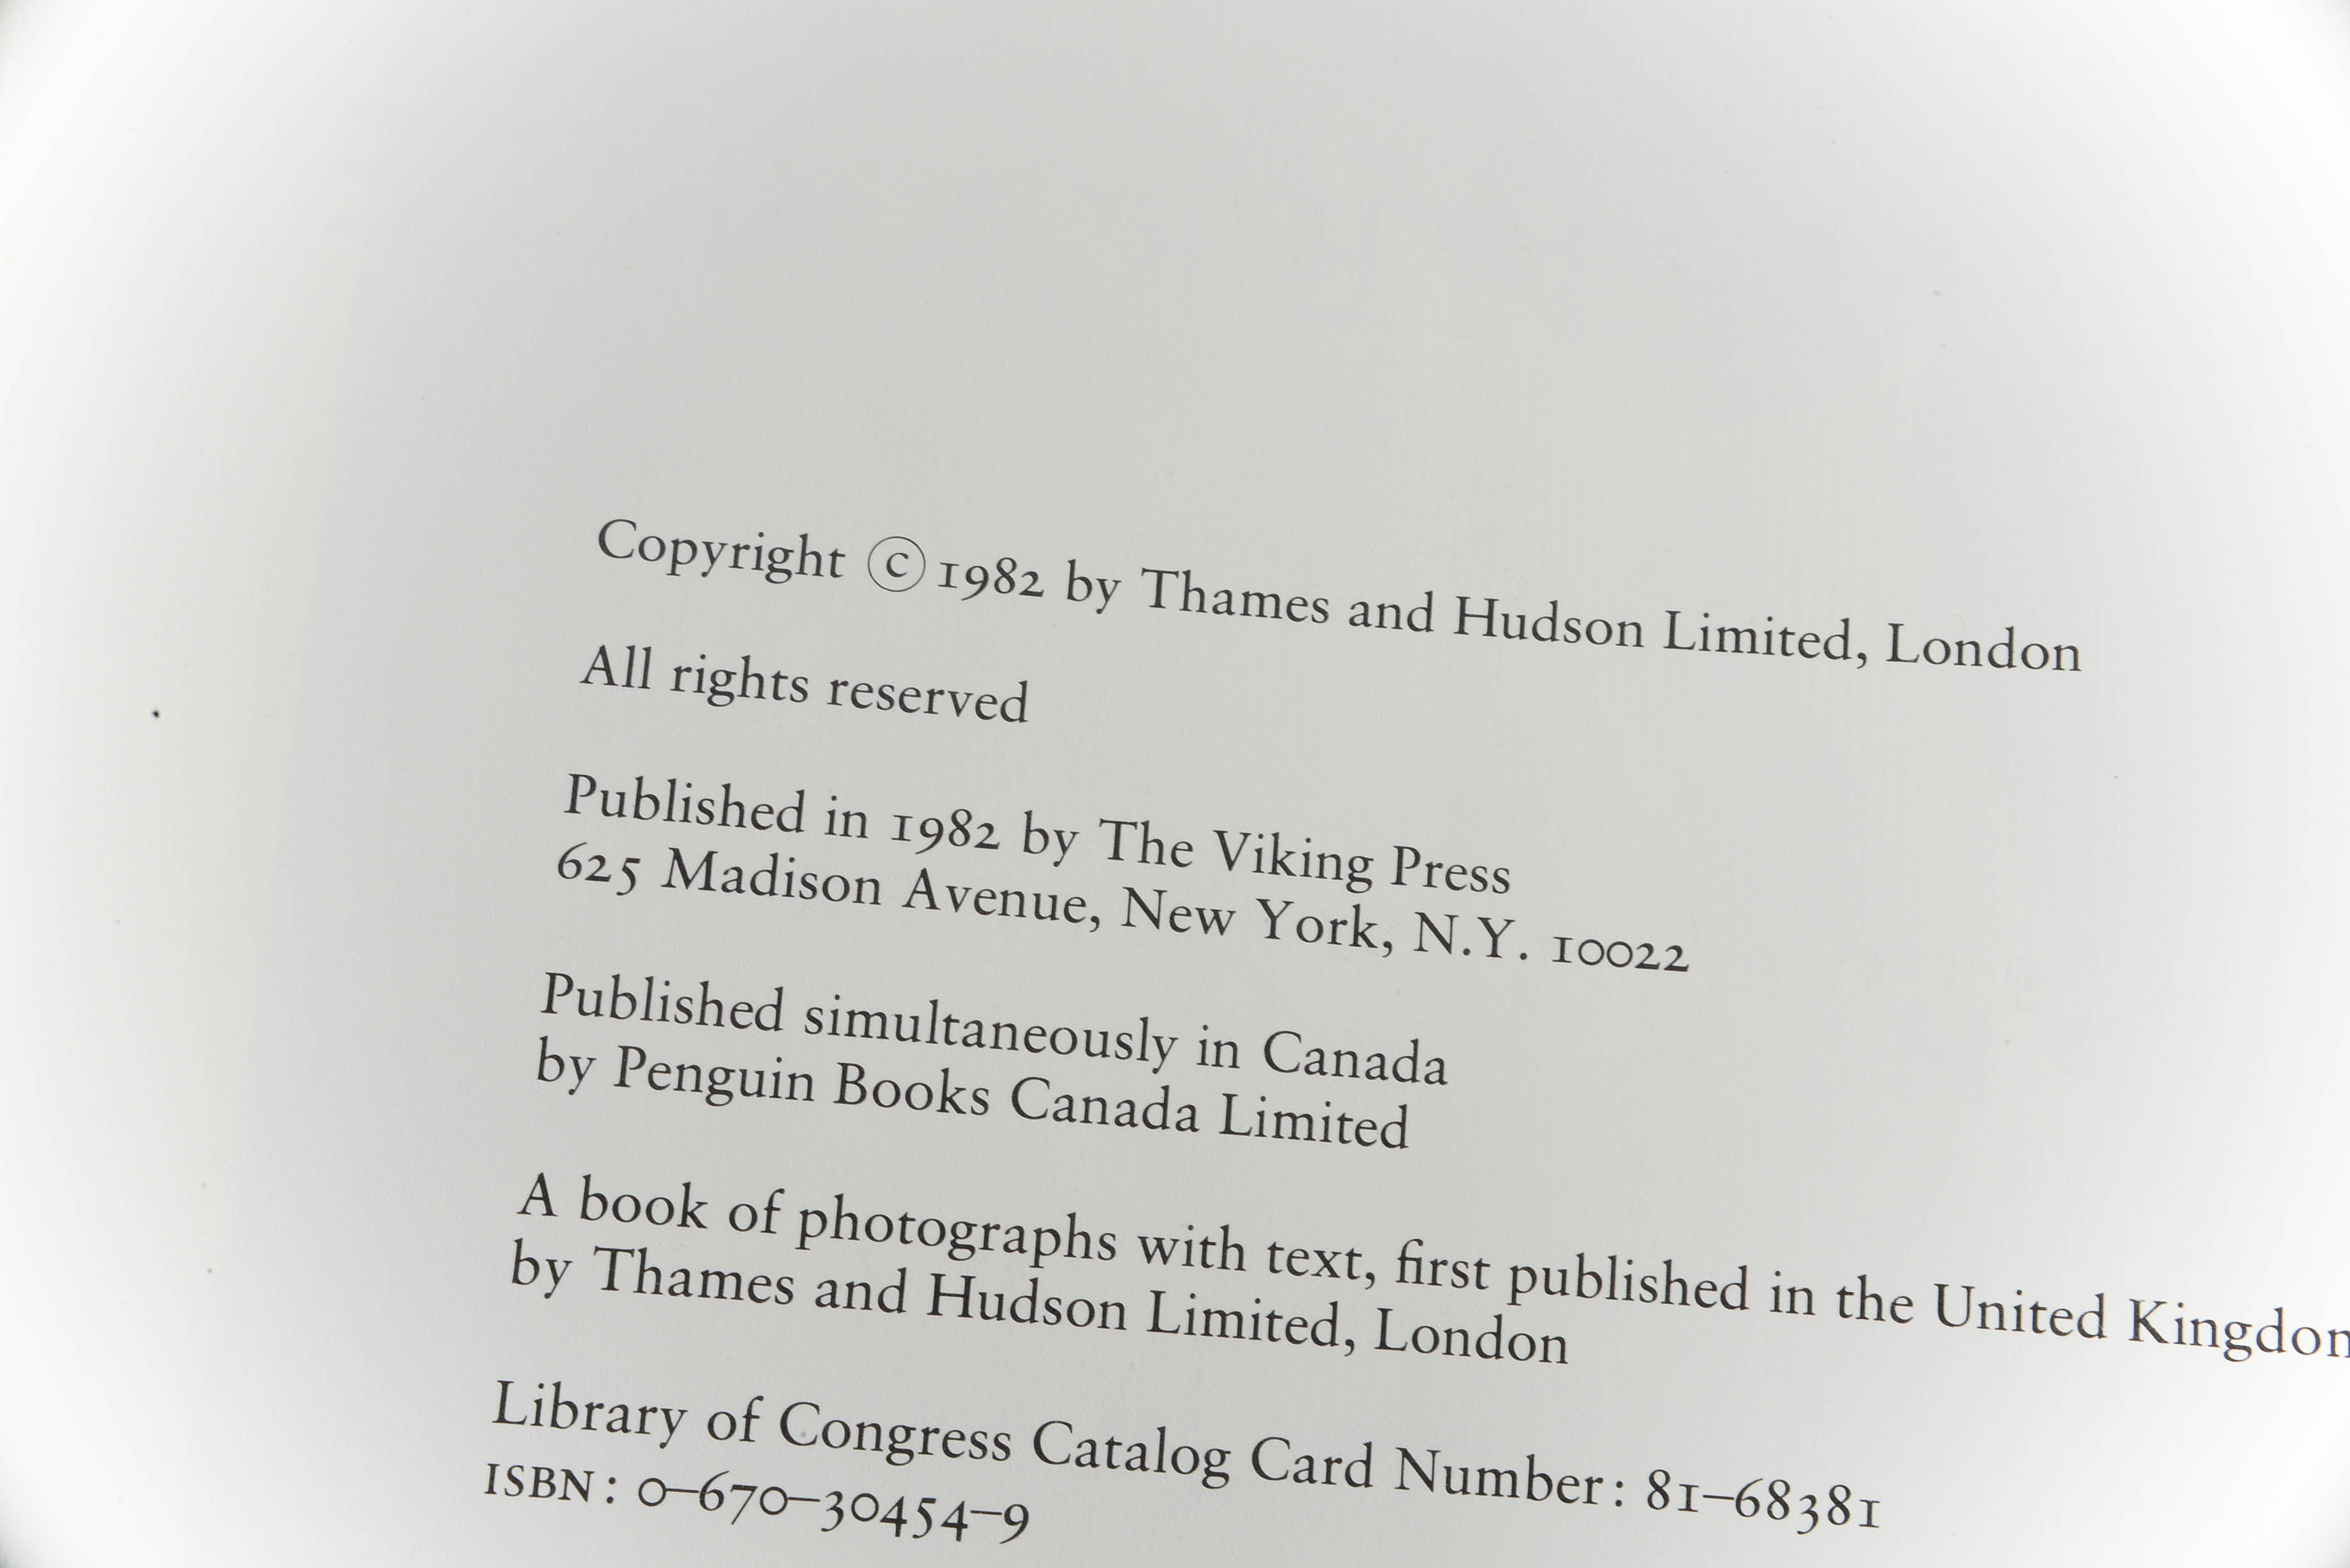 Copyright © 1982 by Thames and Hudson Limited, London
All rights reserved
Published in 1982 by The Viking Press
625 Madison Avenue, New York, N.Y. 10022
Published simultaneously in Canada
by Penguin Books Canada Limited
A book of photographs with text, first published in the United
by Thames and Hudson Limited, London
Library of Congress Catalog Card Number: 81–68381
ISBN: 0–670–30454–9